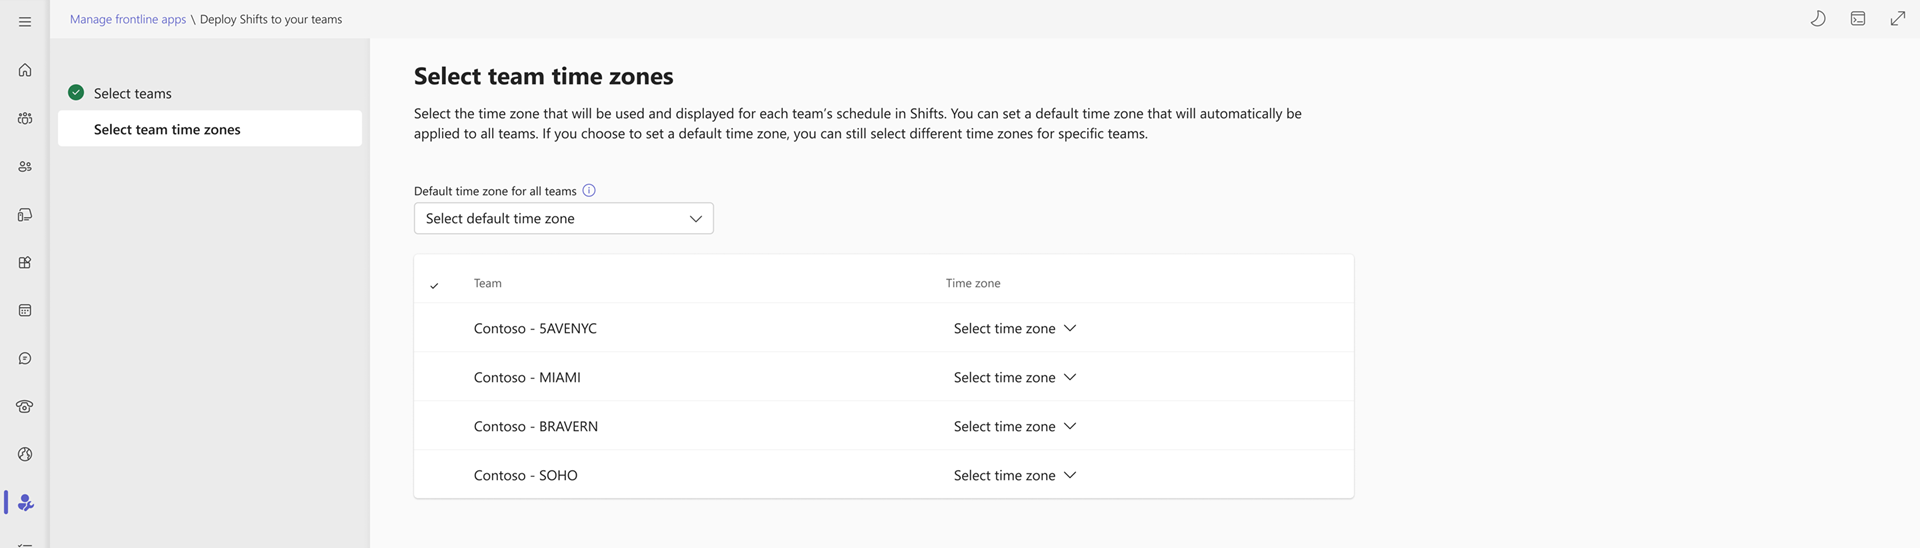 Manage frontline apps \ Deploy Shifts to your teams
Select teams
Select team time zones
Select team time zones
Select the time zone that will be used and displayed for each team's schedule in Shifts. You can set a default time zone that will automatically be
applied to all teams. If you choose to set a default time zone, you can still select different time zones for specific teams.
Default time zone for all teams
Select default time zone
Team Time zone
Contoso - 5AVENYC Select time zone
Contoso - MIAMI Select time zone
Contoso - BRAVERN Select time zone
Contoso - SOHO Select time zone